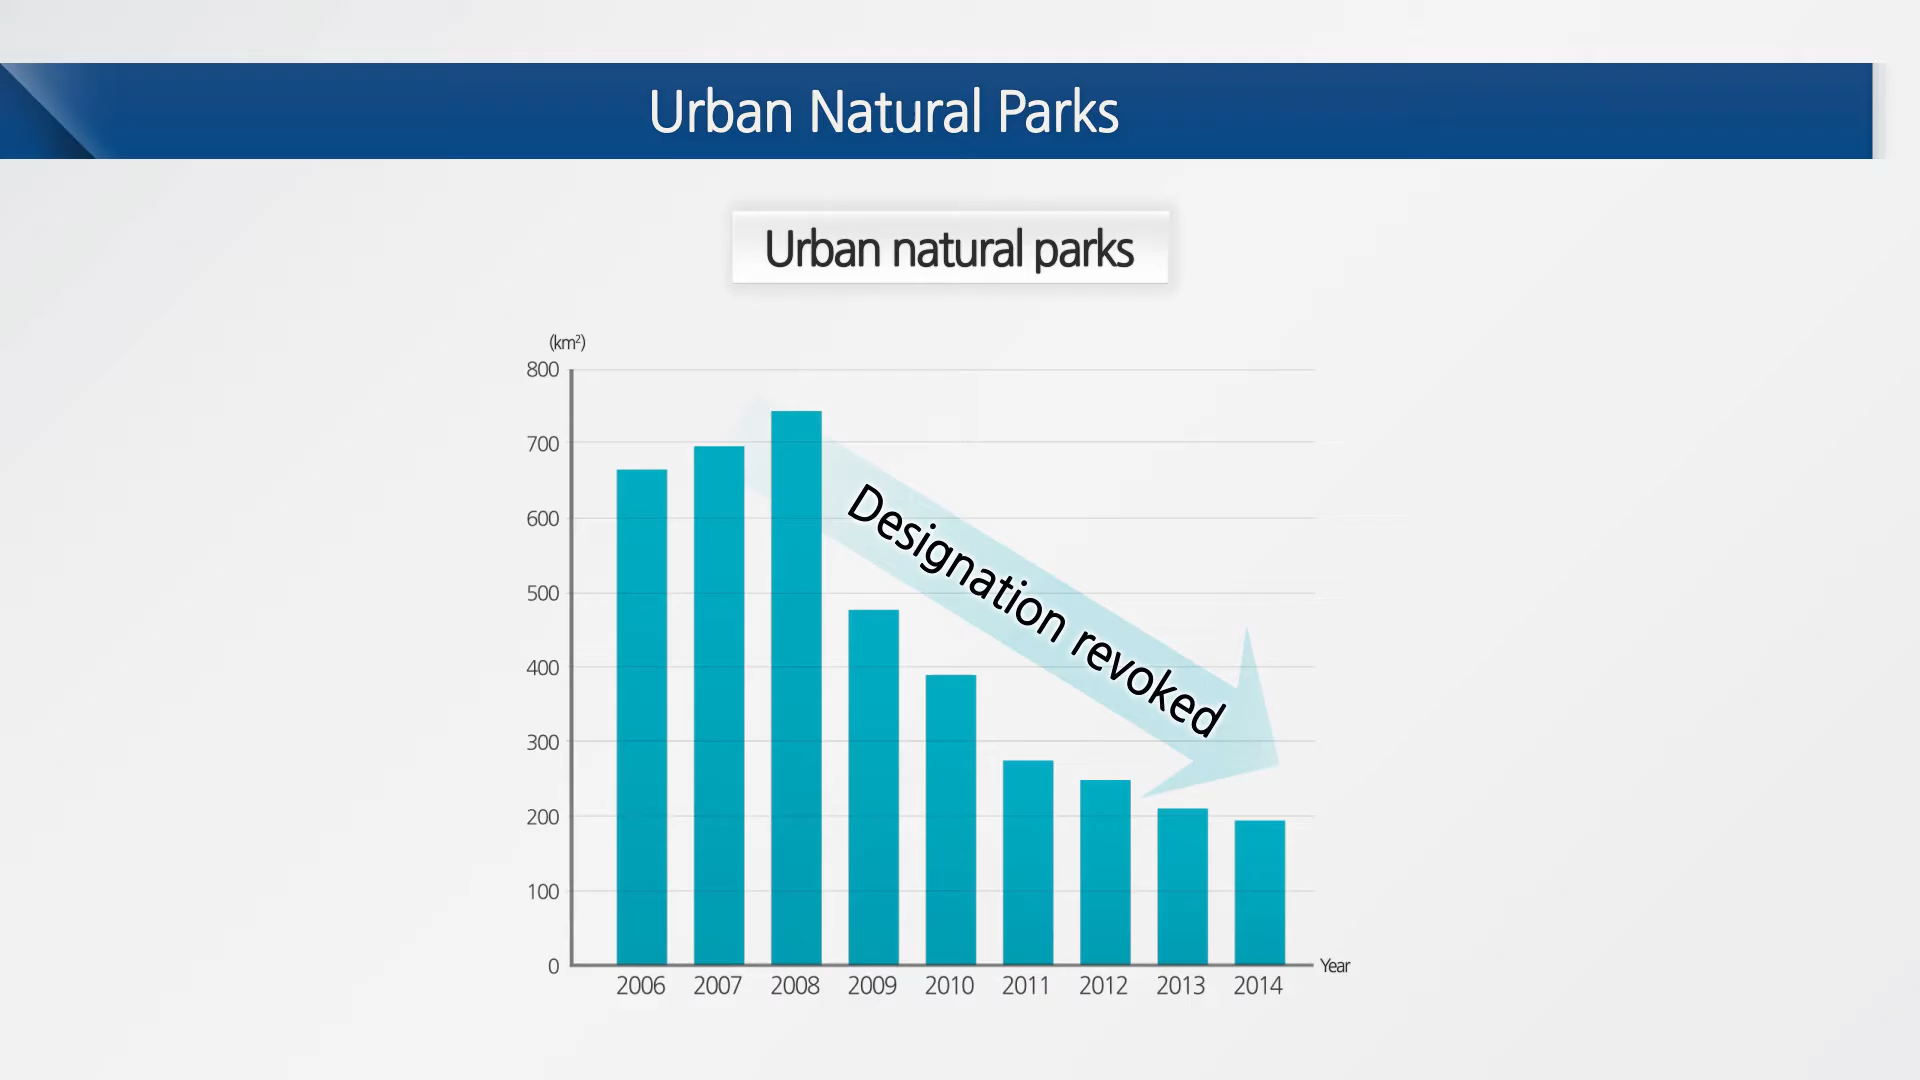 Urban Natural Parks
Urban natural parks
(km²)
800
700
600
500
400
300
200
100
0
Designation revoked
2006 2007 2008 2009 2010 2011 2012 2013 2014
Year